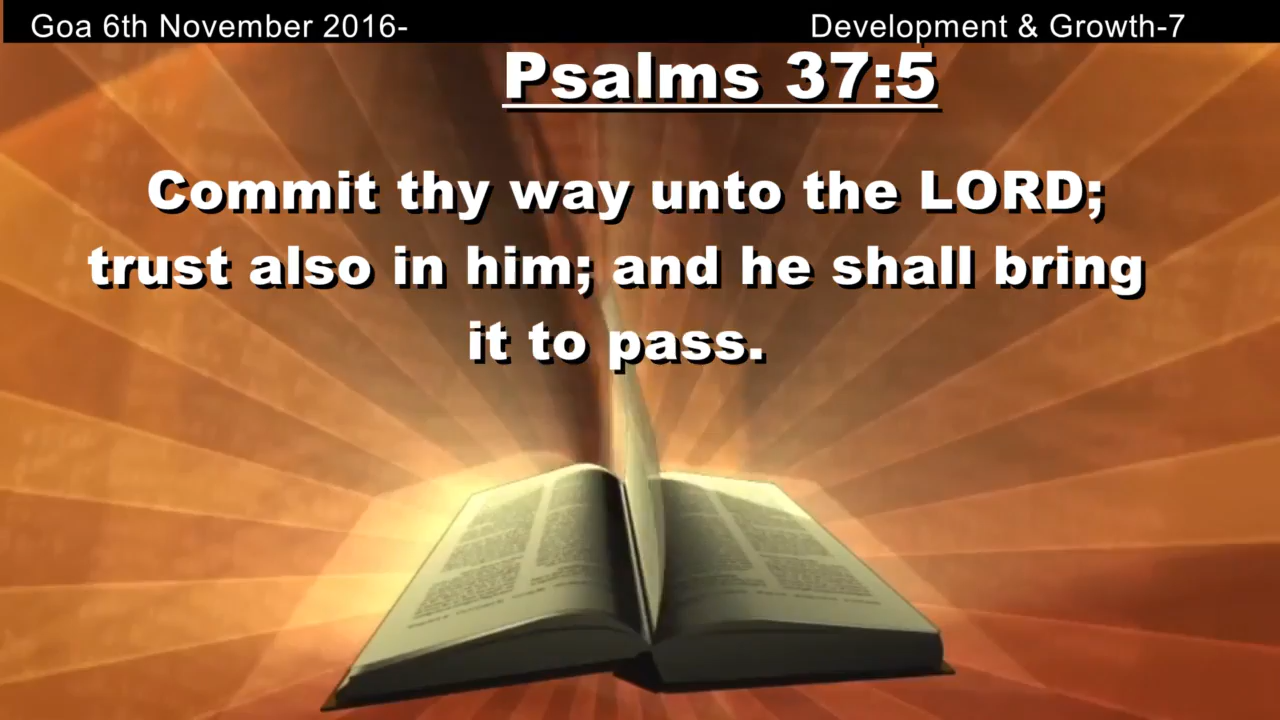 Goa 6th November 2016-
Development & Growth-7
Psalms 37:5
Commit thy way unto the LORD;
trust also in him; and he shall bring
it to pass.